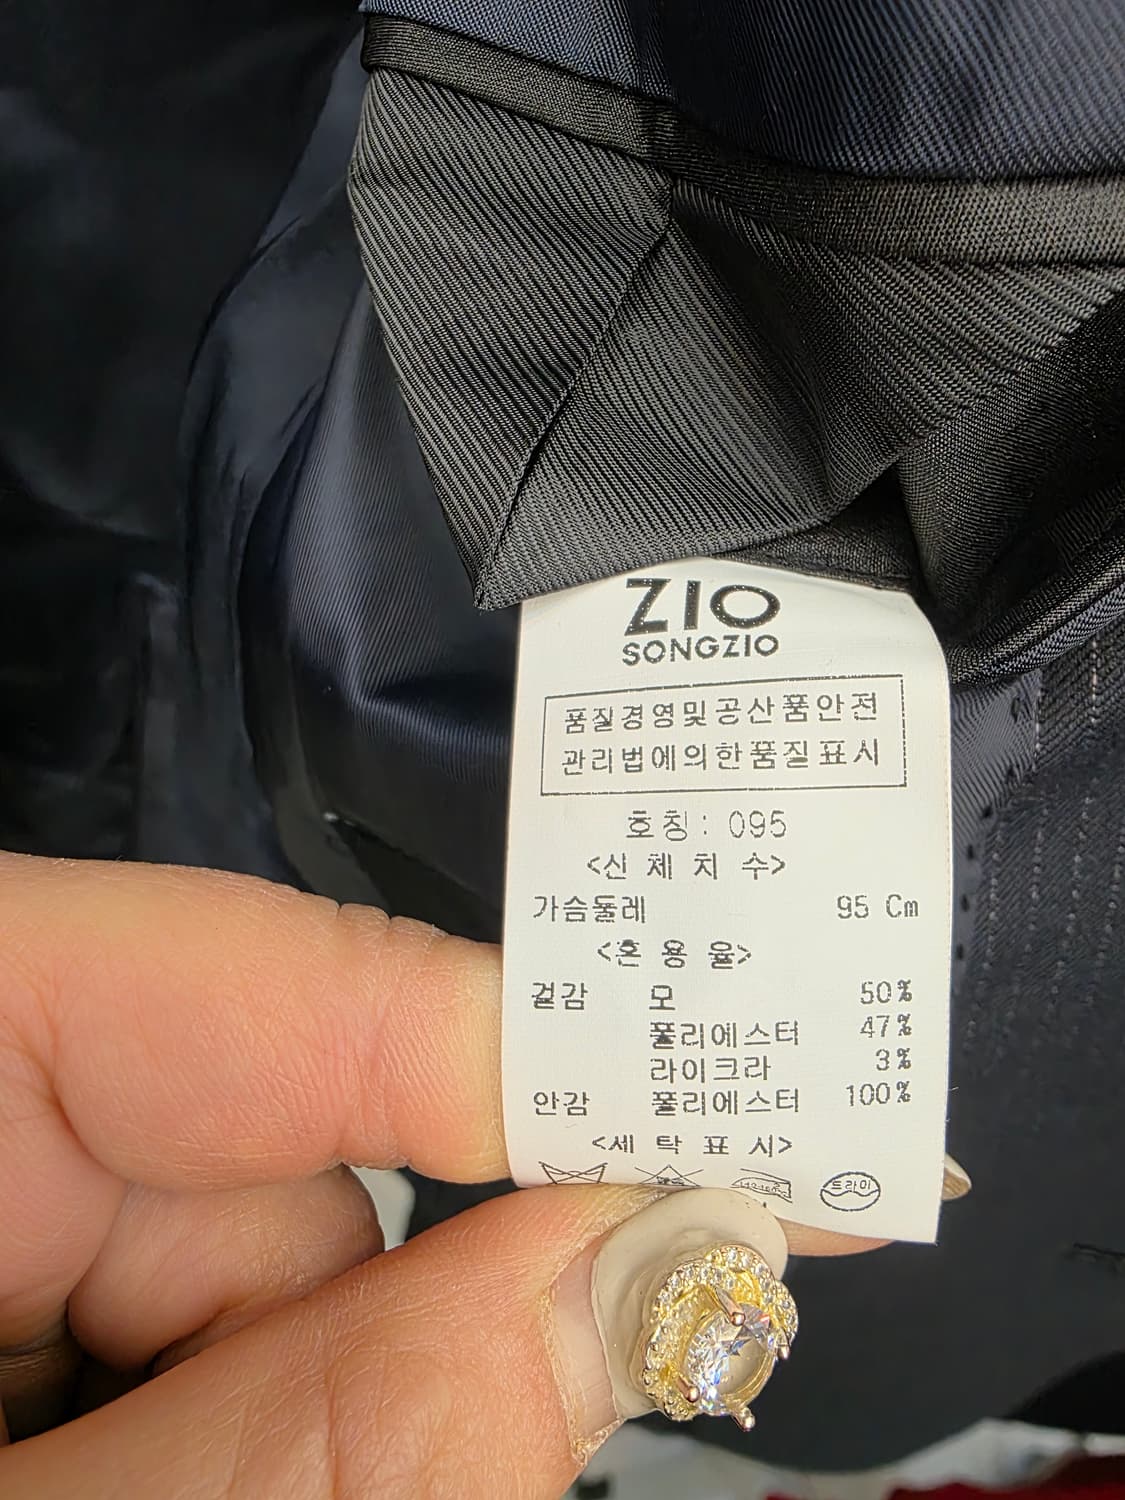 ZIO
SONGZIO
품질경영및공산품안전
관리법에의한품질표시
호칭: 095
<신 체 치 수>
가슴둘레 95 Cm
<혼 용 율>
겉감 모 50%
폴리에스터 47%
라이크라 3%
안감 폴리에스터 100%
<세 탁 표 시>
드라이